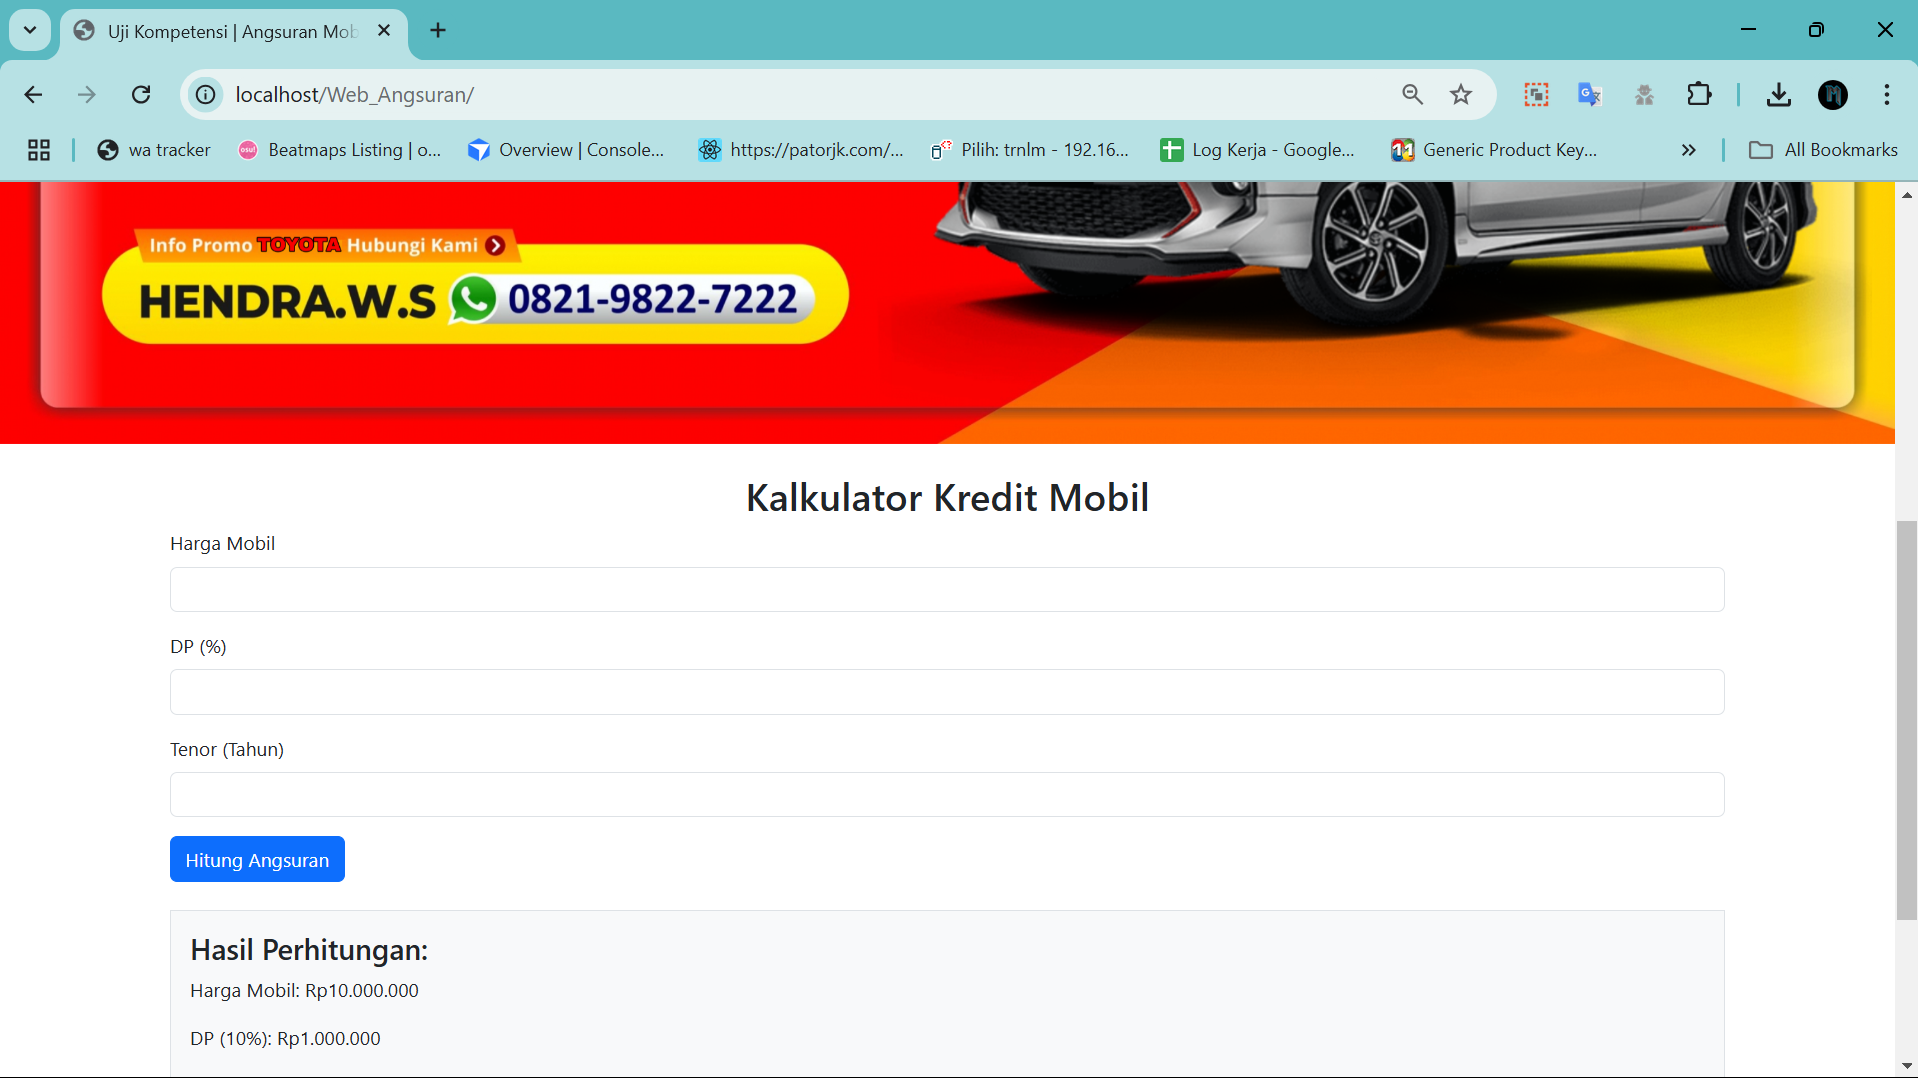 Uji Kompetensi | Angsuran Mob
localhost/Web_Angsuran/
wa tracker
Beatmaps Listing | o...
Overview | Console...
https://patorjk.com/...
Pilih: trnlm - 192.16...
Log Kerja - Google...
Generic Product Key...
All Bookmarks
Info Promo TOYOTA Hubungi Kami
HENDRA.W.S 0821-9822-7222
Kalkulator Kredit Mobil
Harga Mobil
DP (%)
Tenor (Tahun)
Hitung Angsuran
Hasil Perhitungan:
Harga Mobil: Rp10.000.000
DP (10%): Rp1.000.000